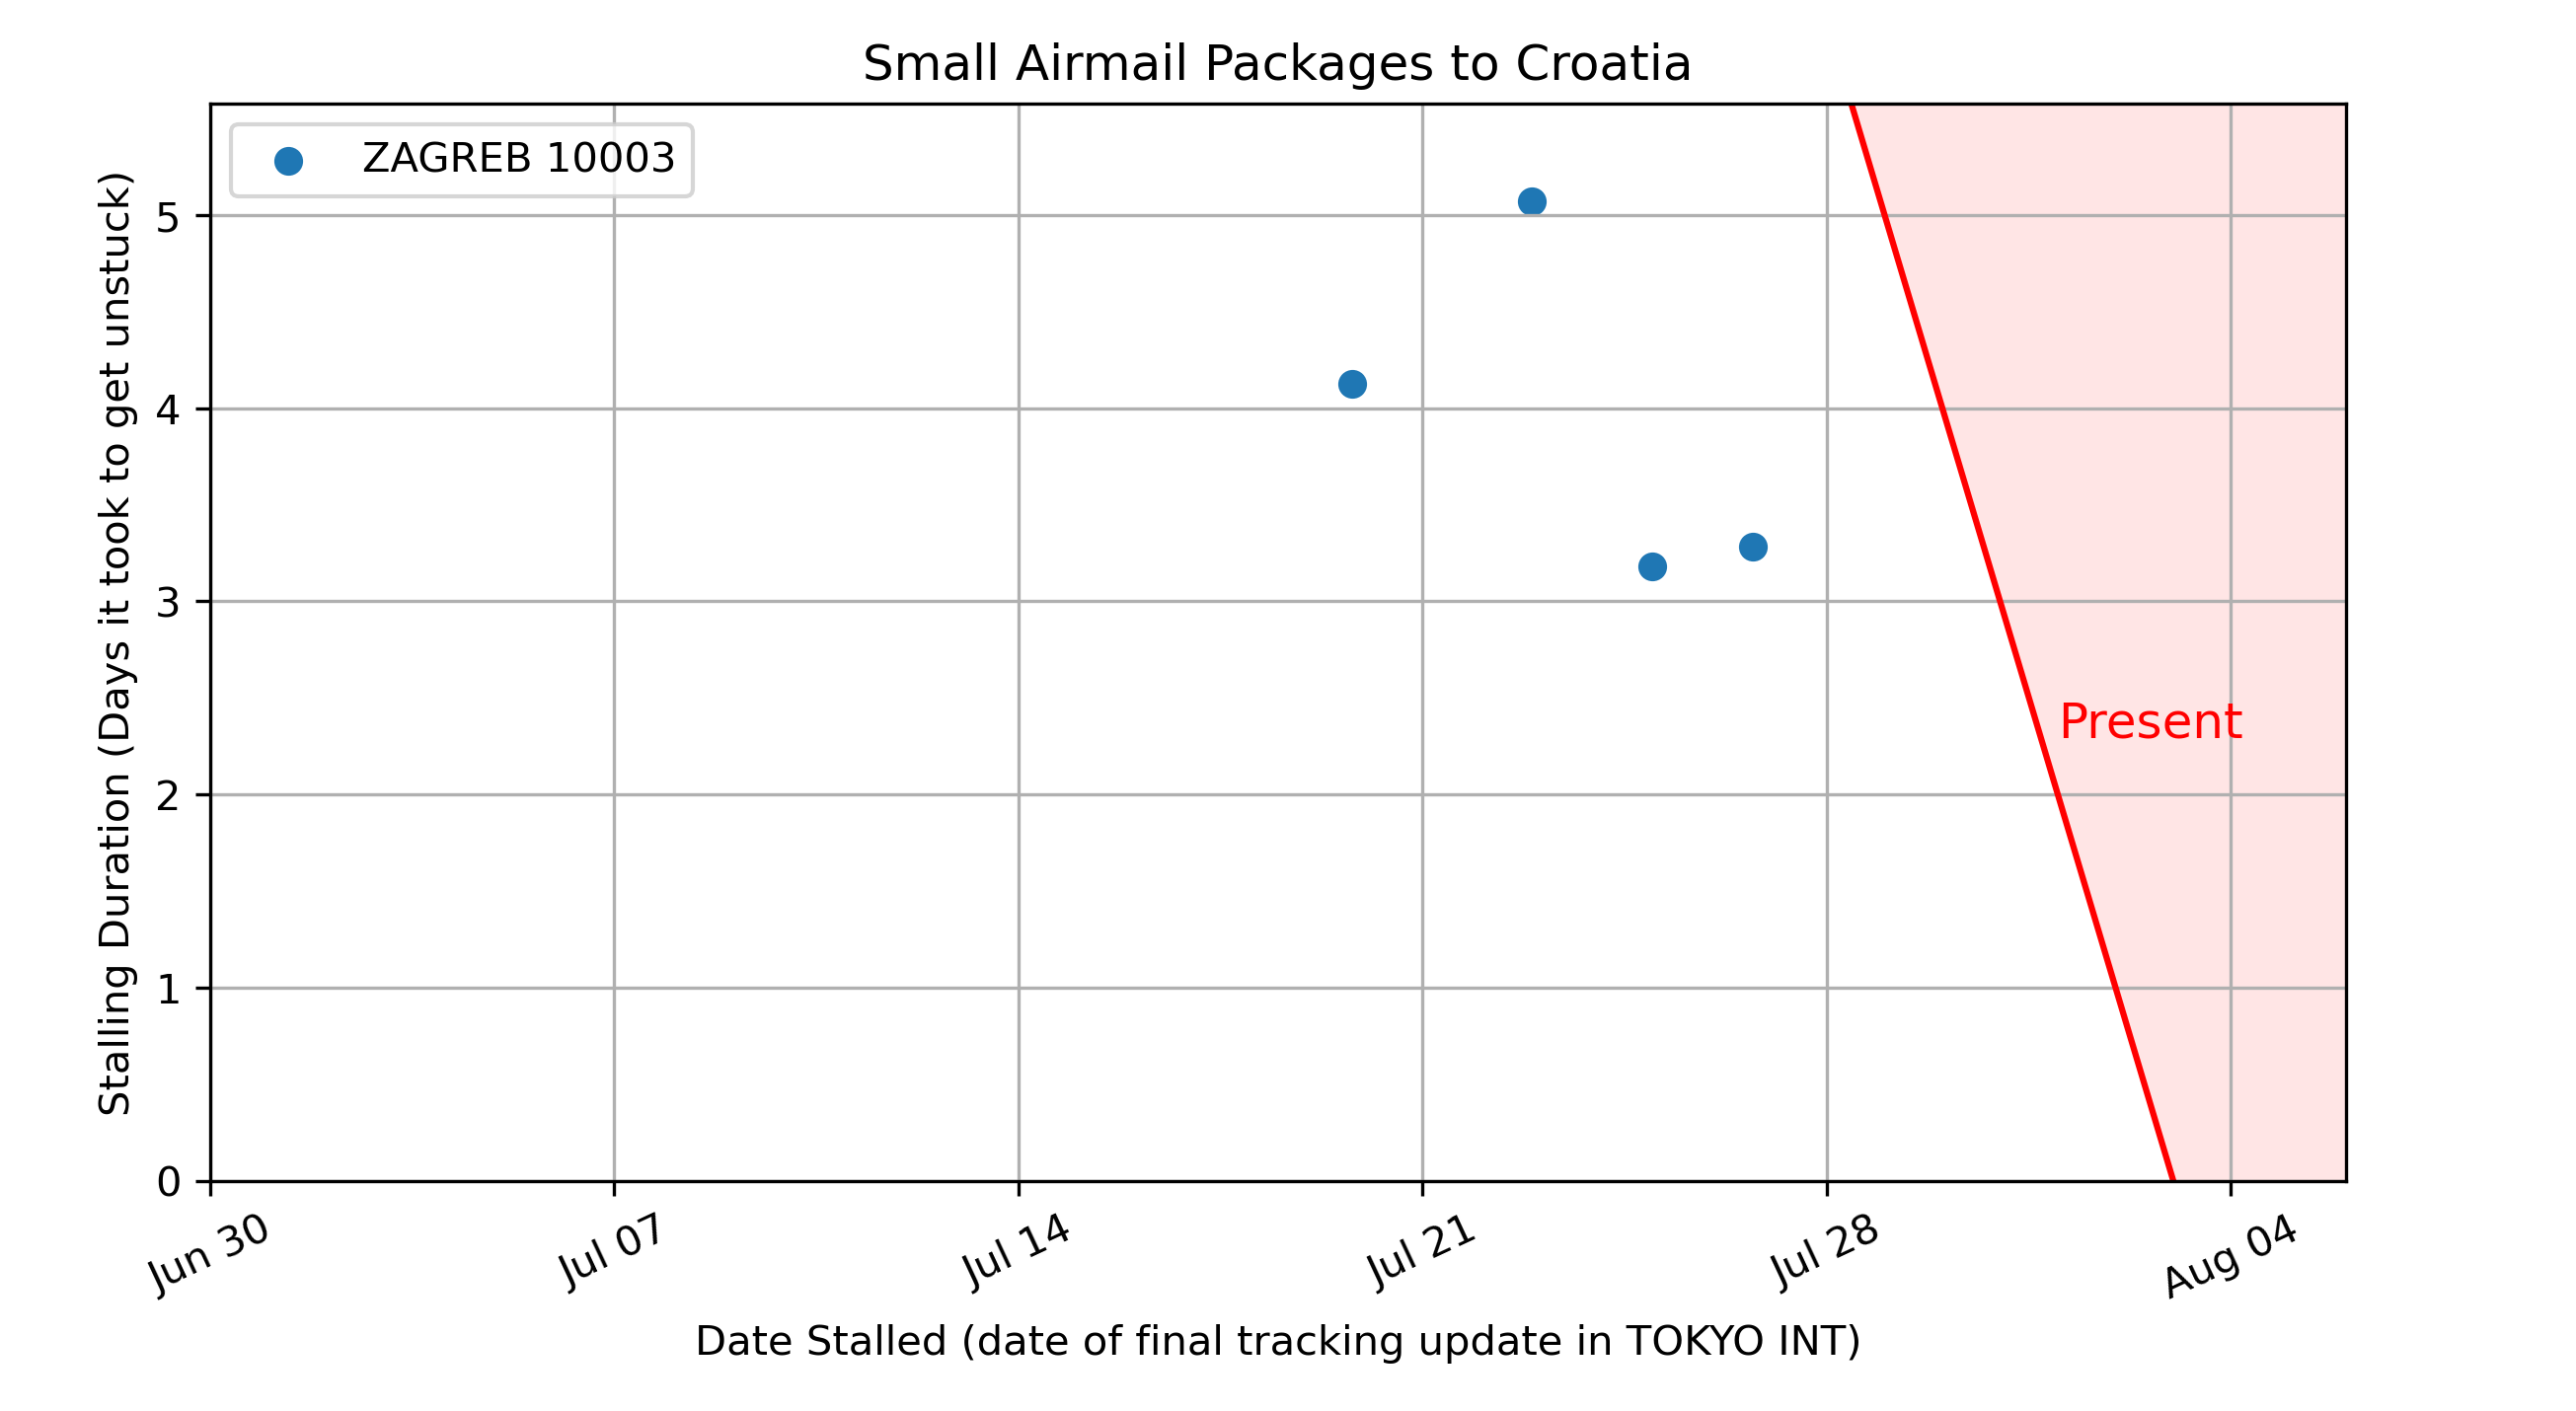 Small Airmail Packages to Croatia
ZAGREB 10003
Stalling Duration (Days it took to get unstuck)
5
4
3
2
1
0
Present
Jun 30
Jul 07
Jul 14
Jul 21
Jul 28
Aug 04
Date Stalled (date of final tracking update in TOKYO INT)